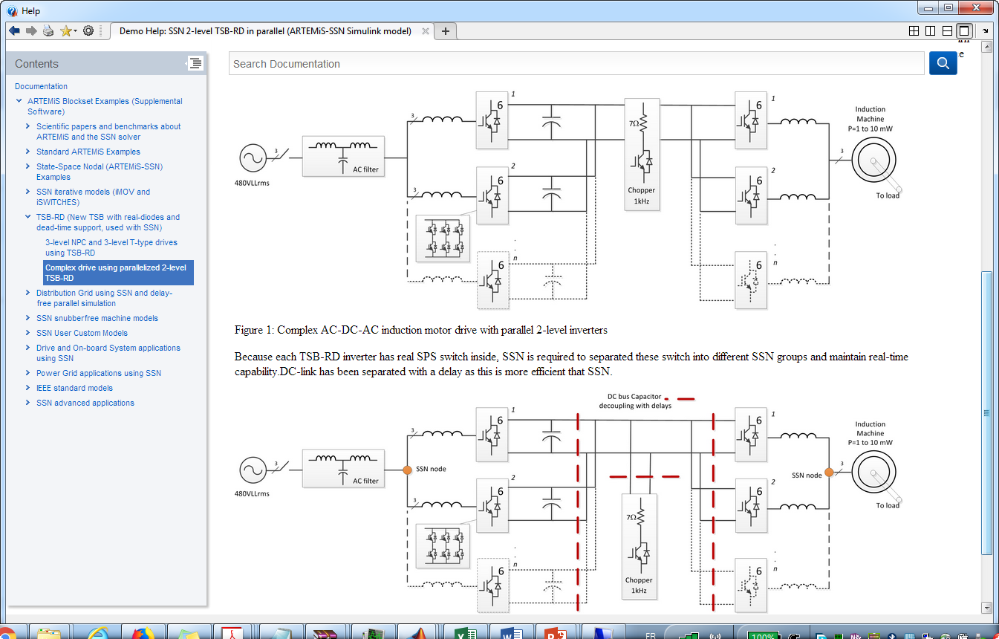 Help
Demo Help: SSN 2-level TSB-RD in parallel (ARTEMiS-SSN Simulink model)
Contents
Search Documentation
e
Documentation
ARTEMiS Blockset Examples (Supplemental
Software)
Scientific papers and benchmarks about
ARTEMiS and the SSN solver
Standard ARTEMiS Examples
State-Space Nodal (ARTEMiS-SSN)
Examples
SSN iterative models (iMOV and
iSWITCHES)
TSB-RD (New TSB with real-diodes and
dead-time support, used with SSN)
3-level NPC and 3-level T-type drives
using TSB-RD
Complex drive using parallelized 2-level
TSB-RD
Distribution Grid using SSN and delay-
free parallel simulation
SSN snubberfree machine models
SSN User Custom Models
Drive and On-board System applications
using SSN
Power Grid applications using SSN
IEEE standard models
SSN advanced applications
480VLLrms
3
AC filter
3
6
1
3
6
2
6
n
7Ω
Chopper
1kHz
6
1
6
2
6
n
3
Induction
Machine
P=1 to 10 mW
To load
Figure 1: Complex AC-DC-AC induction motor drive with parallel 2-level inverters
Because each TSB-RD inverter has real SPS switch inside, SSN is required to separated these switch into different SSN groups and maintain real-time
capability.DC-link has been separated with a delay as this is more efficient that SSN.
DC bus Capacitor
decoupling with delays
480VLLrms
3
AC filter
SSN node
3
6
1
3
6
2
6
n
7Ω
Chopper
1kHz
6
1
6
2
6
n
SSN node
3
Induction
Machine
P=1 to 10 mW
To load
FR
100%